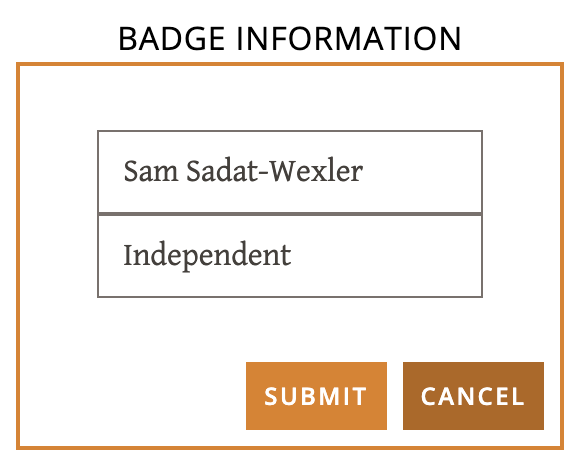 BADGE INFORMATION
Sam Sadat-Wexler
Independent
SUBMIT CANCEL